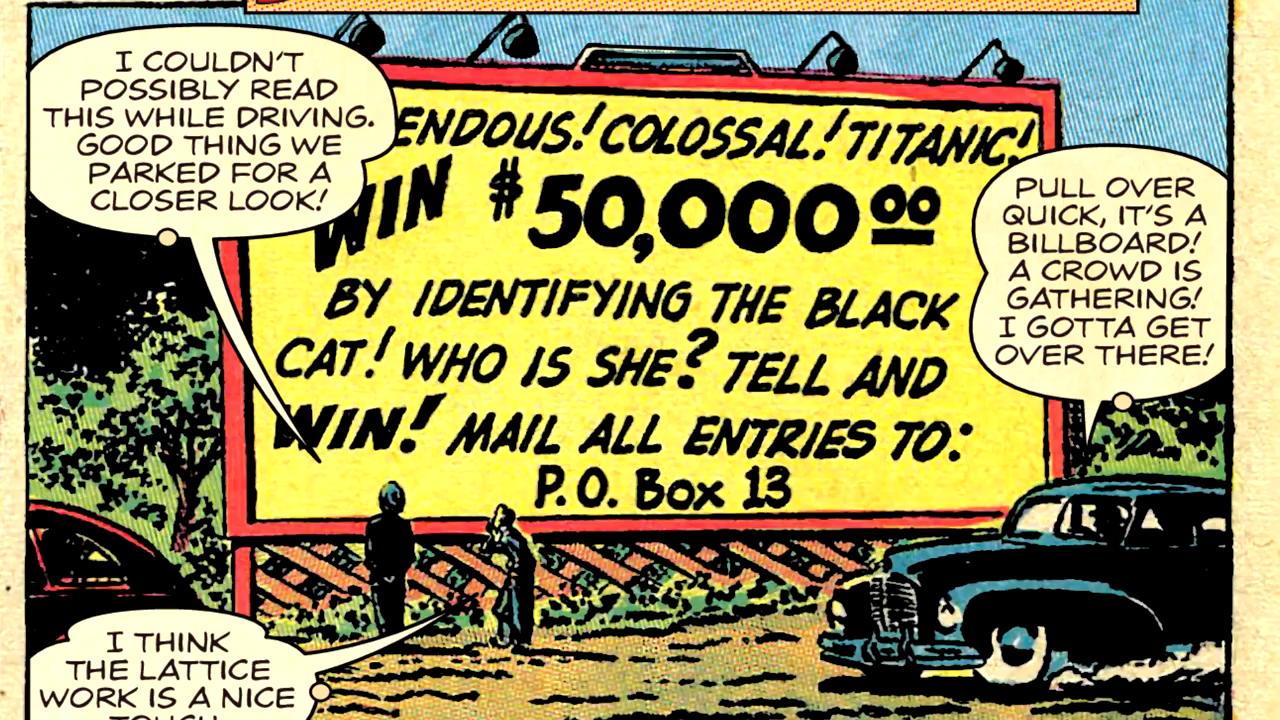 I COULDN'T
POSSIBLY READ
THIS WHILE DRIVING.
GOOD THING WE
PARKED FOR A
CLOSER LOOK!
ENDOUS! COLOSSAL! TITANIC!
WIN $50,000.00
BY IDENTIFYING THE BLACK
CAT! WHO IS SHE? TELL AND
WIN! MAIL ALL ENTRIES TO:
P.O. Box 13
PULL OVER
QUICK, IT'S A
BILLBOARD!
A CROWD IS
GATHERING!
I GOTTA GET
OVER THERE!
I THINK
THE LATTICE
WORK IS A NICE